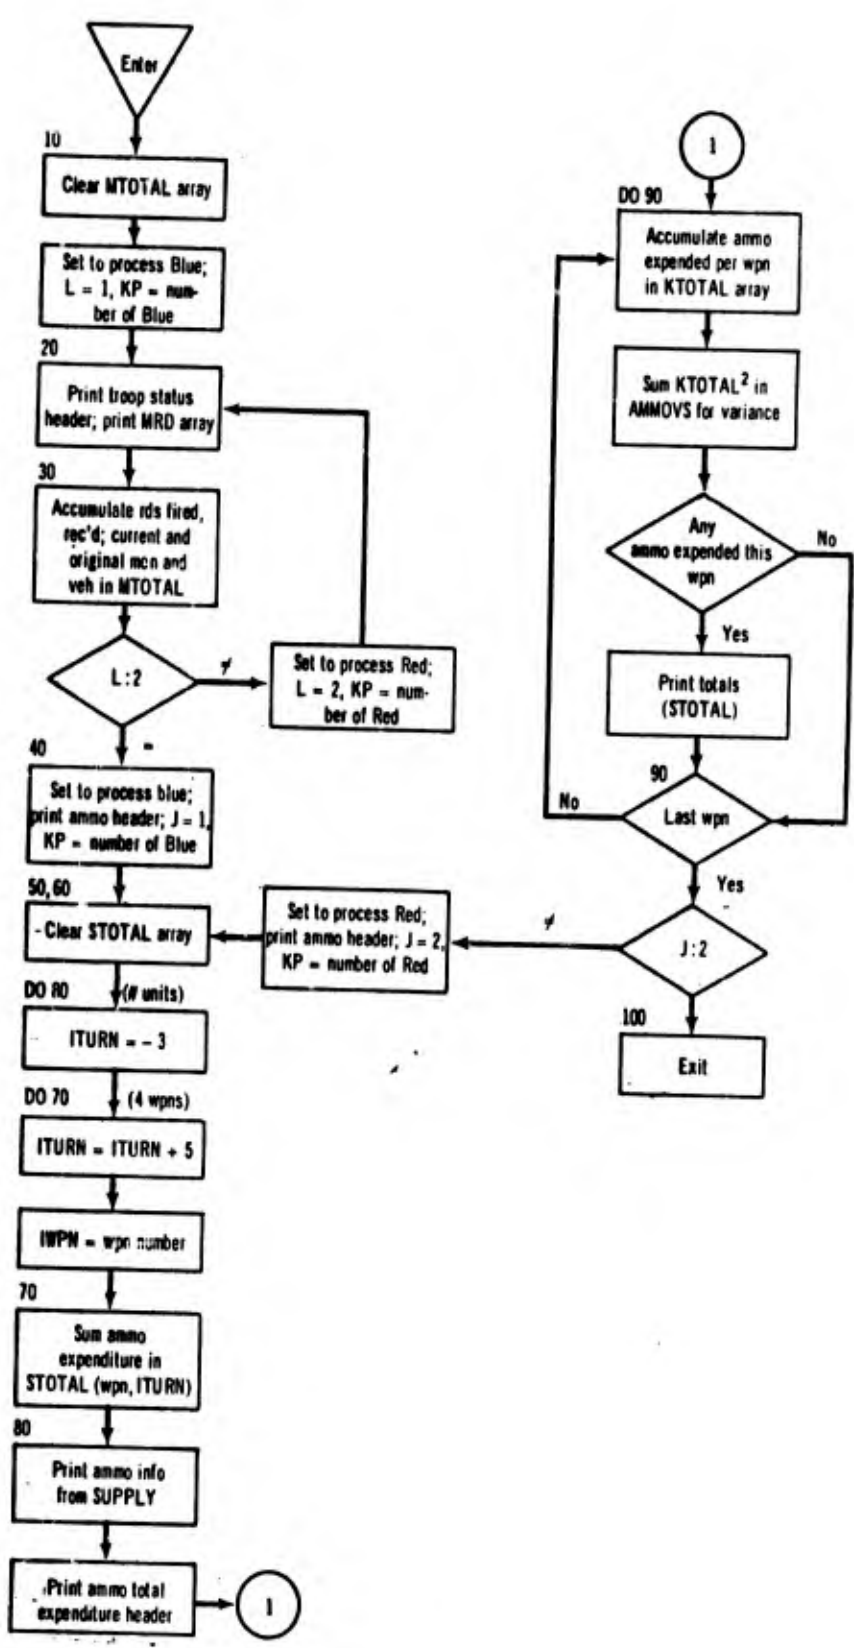 Enter
10
Clear MTOTAL array
Set to process Blue;
L = 1, KP = num-
ber of Blue
20
Print troop status
header; print MRD array
30
Accumulate rds fired,
rec'd; current and
original men and
veh in MTOTAL
L:2
≠
Set to process Red;
L = 2, KP = num-
ber of Red
=
40
Set to process blue;
print ammo header; J = 1,
KP = number of Blue
50, 60
Clear STOTAL array
Set to process Red;
print ammo header; J = 2,
KP = number of Red
DO 80
(# units)
ITURN = - 3
DO 70
(4 wpns)
ITURN = ITURN + 5
IWPN = wpn number
70
Sum ammo
expenditure in
STOTAL (wpn, ITURN)
80
Print ammo info
from SUPPLY
Print ammo total
expenditure header
1
1
DO 90
Accumulate ammo
expended per wpn
in KTOTAL array
Sum KTOTAL² in
AMMOVS for variance
Any
ammo expended this
wpn
No
Yes
Print totals
(STOTAL)
90
Last wpn
No
Yes
J:2
≠
100
Exit